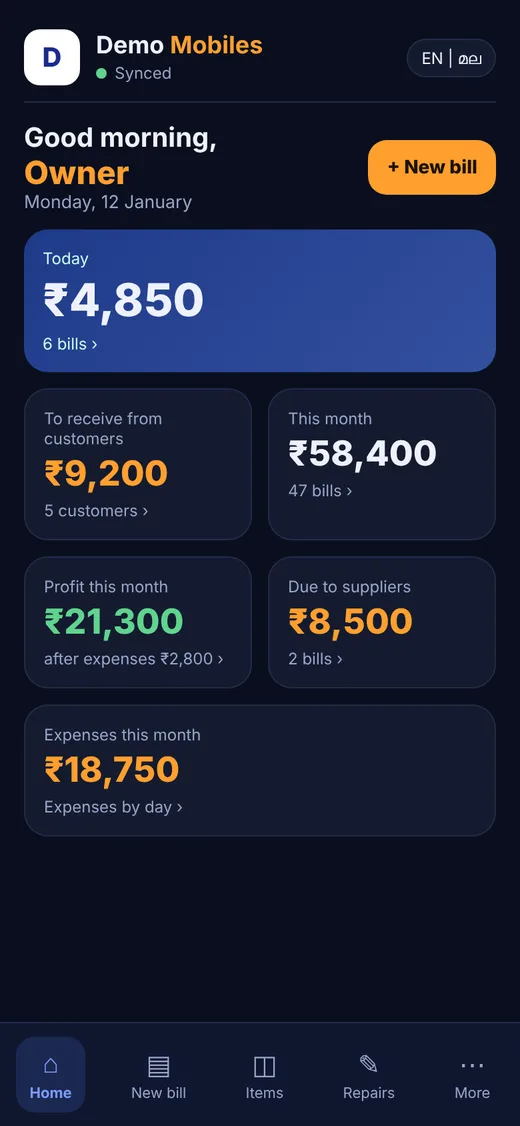 D
Demo Mobiles
Synced
EN | മല
Good morning,
Owner
Monday, 12 January
+ New bill
Today
₹4,850
6 bills ›
To receive from
customers
₹9,200
5 customers ›
This month
₹58,400
47 bills ›
Profit this month
₹21,300
after expenses ₹2,800 ›
Due to suppliers
₹8,500
2 bills ›
Expenses this month
₹18,750
Expenses by day ›
Home
New bill
Items
Repairs
More